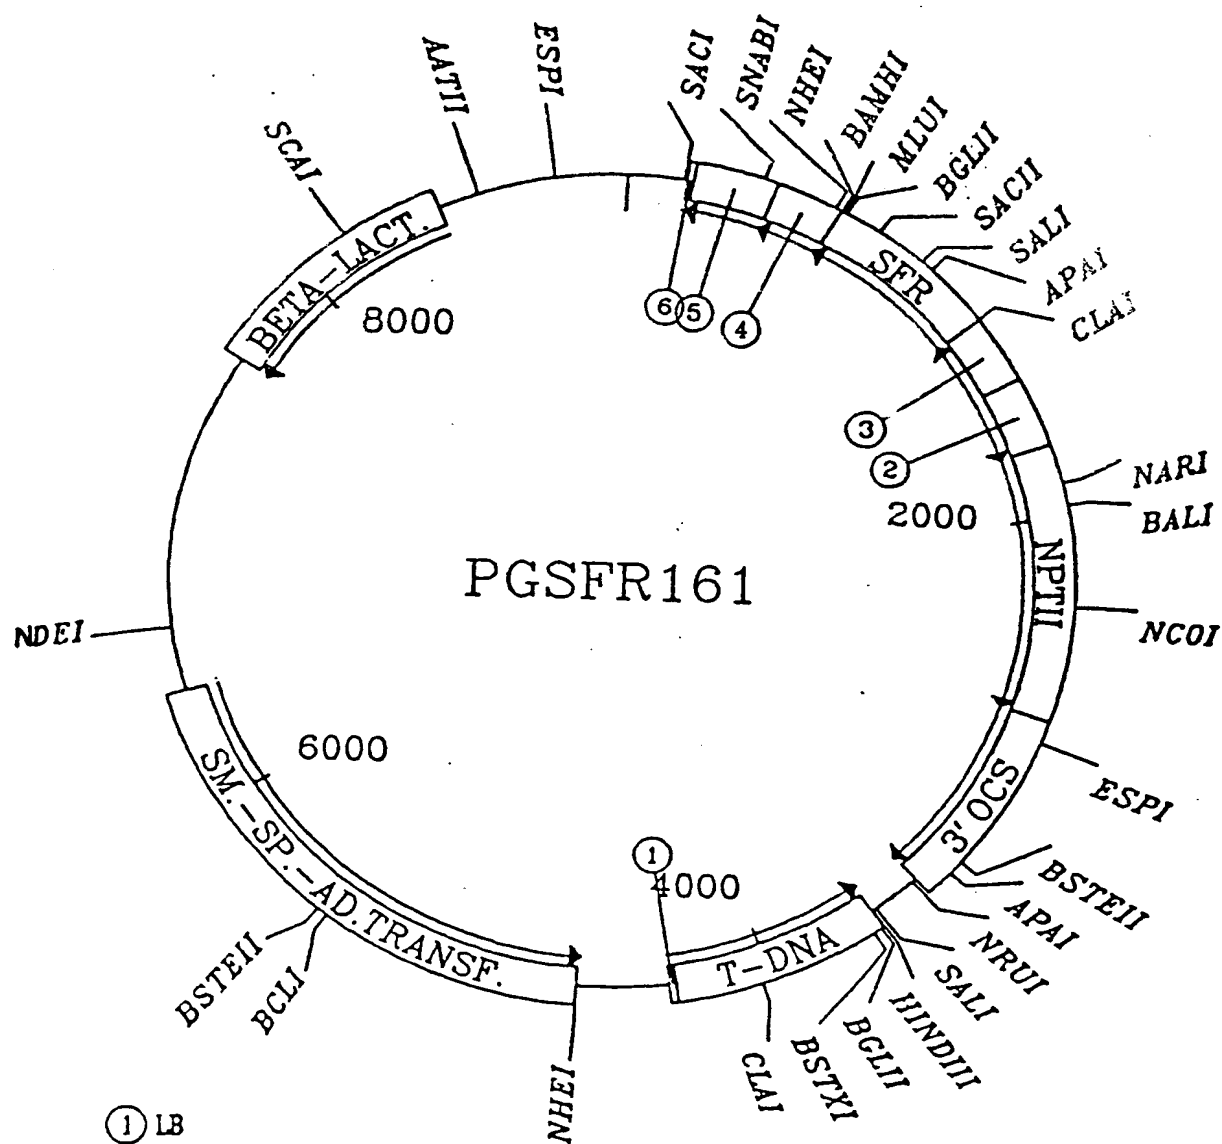 ESPI
AATII
SCAI
SACI
SNABI
NHEI
BAMHI
MLUI
BGLII
SACII
SALI
APAI
CLAI
BETA-LACT.
8000
6
5
4
SFR
3
2
2000
NARI
BALI
NPTII
NCOI
PGSFR161
NDEI
6000
SM.-SP.-AD.TRANSF.
1
4000
3' OCS
ESPI
BSTEII
APAI
NRUI
SALI
HINDIII
BGLII
BSTXI
CLAI
T-DNA
BSTEII
BCLI
NHEI
1 LB